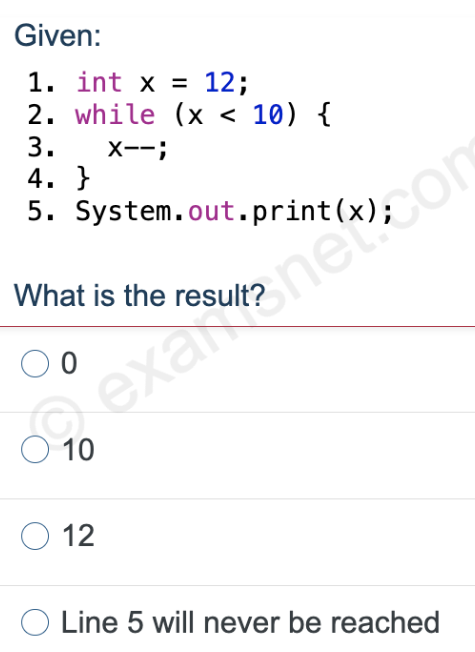 Given:
1. int x = 12;
2. while (x < 10) {
3. x--;
4. }
5. System.out.print(x);
What is the result?
0
10
12
Line 5 will never be reached
© examsnet.com